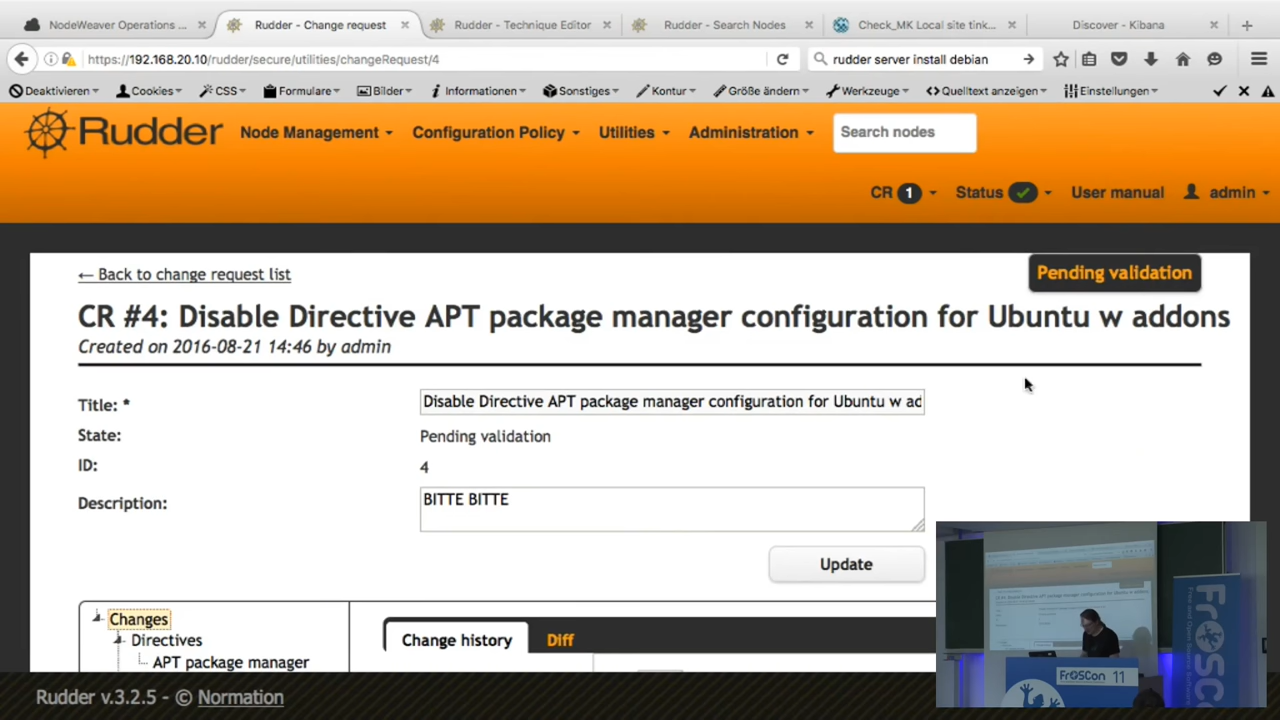 NodeWeaver Operations ...
Rudder - Change request
Rudder - Technique Editor
Rudder - Search Nodes
Check_MK Local site tink...
Discover - Kibana
https://192.168.20.10/rudder/secure/utilities/changeRequest/4
rudder server install debian
Deaktivieren
Cookies
CSS
Formulare
Bilder
Informationen
Sonstiges
Kontur
Größe ändern
Werkzeuge
Quelltext anzeigen
Einstellungen
Rudder
Node Management
Configuration Policy
Utilities
Administration
Search nodes
CR 1
Status
User manual
admin
← Back to change request list
Pending validation
CR #4: Disable Directive APT package manager configuration for Ubuntu w addons
Created on 2016-08-21 14:46 by admin
Title: *
Disable Directive APT package manager configuration for Ubuntu w ad
State:
Pending validation
ID:
4
Description:
BITTE BITTE
Update
Changes
Directives
APT package manager
Change history
Diff
Rudder v.3.2.5 - © Normation
FrOSCon 11
FrOSCon